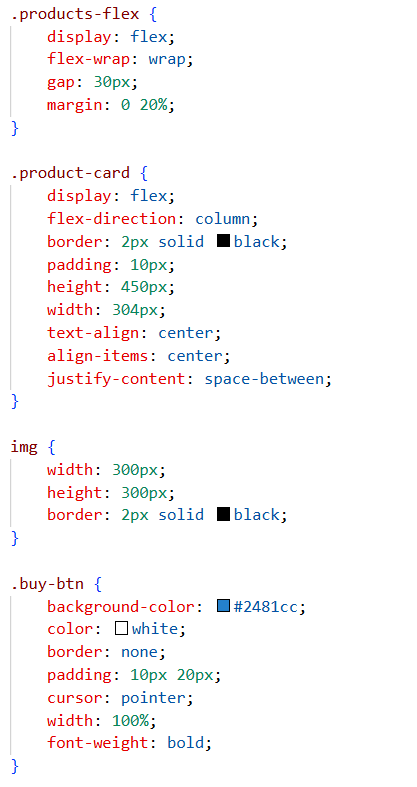 .products-flex {
    display: flex;
    flex-wrap: wrap;
    gap: 30px;
    margin: 0 20%;
}

.product-card {
    display: flex;
    flex-direction: column;
    border: 2px solid black;
    padding: 10px;
    height: 450px;
    width: 304px;
    text-align: center;
    align-items: center;
    justify-content: space-between;
}

img {
    width: 300px;
    height: 300px;
    border: 2px solid black;
}

.buy-btn {
    background-color: #2481cc;
    color: white;
    border: none;
    padding: 10px 20px;
    cursor: pointer;
    width: 100%;
    font-weight: bold;
}